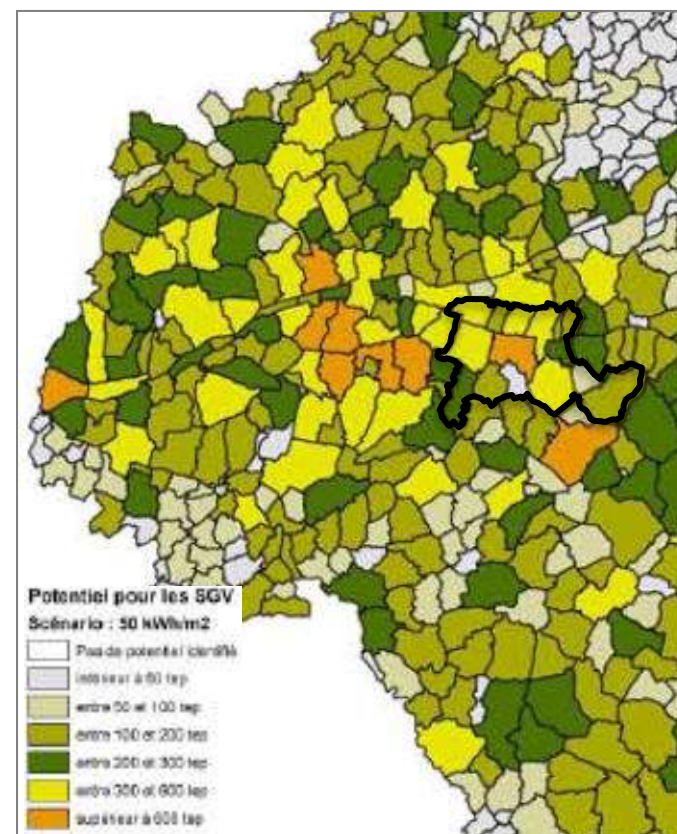 Potentiel pour les SGV
Scénario : 50 kWh/m2
Pas de potentiel identifié
inférieur à 50 tep
entre 50 et 100 tep
entre 100 et 200 tep
entre 200 et 300 tep
entre 300 et 600 tep
supérieur à 600 tep